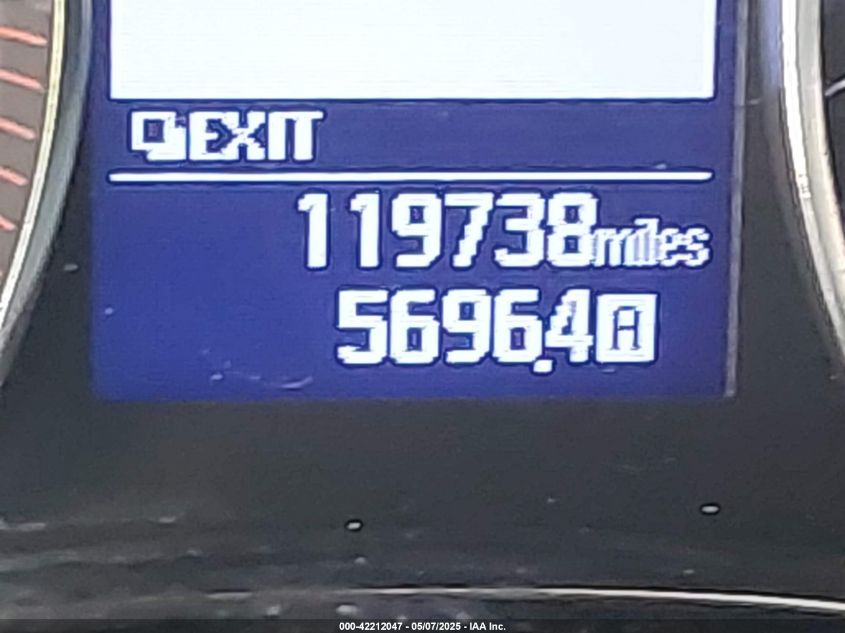 EXIT
119738miles
5696.4A
000-42212047 - 05/07/2025 - IAA Inc.